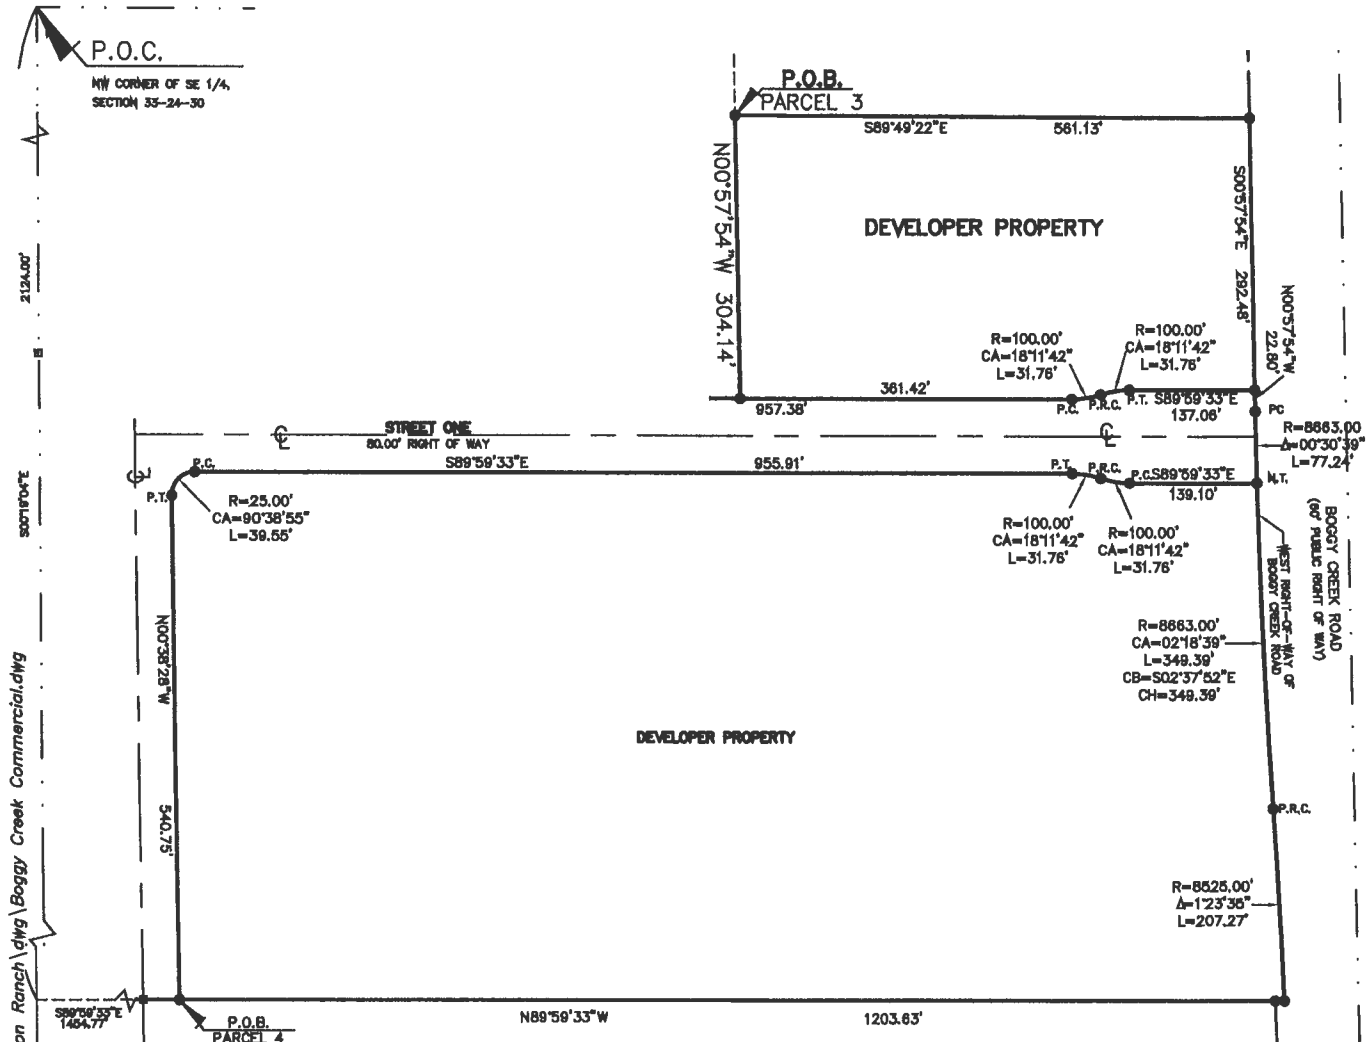 P.O.C.
NW CORNER OF SE 1/4,
SECTION 33-24-30
P.O.B.
PARCEL 3
S89°49'22"E 561.13'
N00°57'54"W 304.14'
DEVELOPER PROPERTY
S00°57'54"E 292.48'
N00°57'54"W
22.80'
2124.00'
R=100.00'
CA=18°11'42"
L=31.76'
R=100.00'
CA=18°11'42"
L=31.76'
361.42'
957.38'
P.C.
P.R.C.
P.T.
S89°59'33"E
137.06'
PC
R=8663.00
Δ=00°30'39"
L=77.24'
STREET ONE
80.00' RIGHT OF WAY
S89°59'33"E 955.91'
P.C.
P.T.
R=25.00'
CA=90°38'55"
L=39.55'
P.T.
P.R.C.
P.C.
S89°59'33"E
139.10'
N.T.
R=100.00'
CA=18°11'42"
L=31.76'
R=100.00'
CA=18°11'42"
L=31.76'
S00°19'04"E
BOGGY CREEK ROAD
(60' PUBLIC RIGHT OF WAY)
WEST RIGHT-OF-WAY OF
BOGGY CREEK ROAD
R=8663.00'
CA=02°18'39"
L=349.39'
CB=S02°37'52"E
CH=349.39'
N00°38'28"W
540.75'
DEVELOPER PROPERTY
P.R.C.
R=8525.00'
Δ=1°23'35"
L=207.27'
on Ranch\dwg\Boggy Creek Commercial.dwg
S89°59'33"E
1454.77'
P.O.B.
PARCEL 4
N89°59'33"W 1203.63'